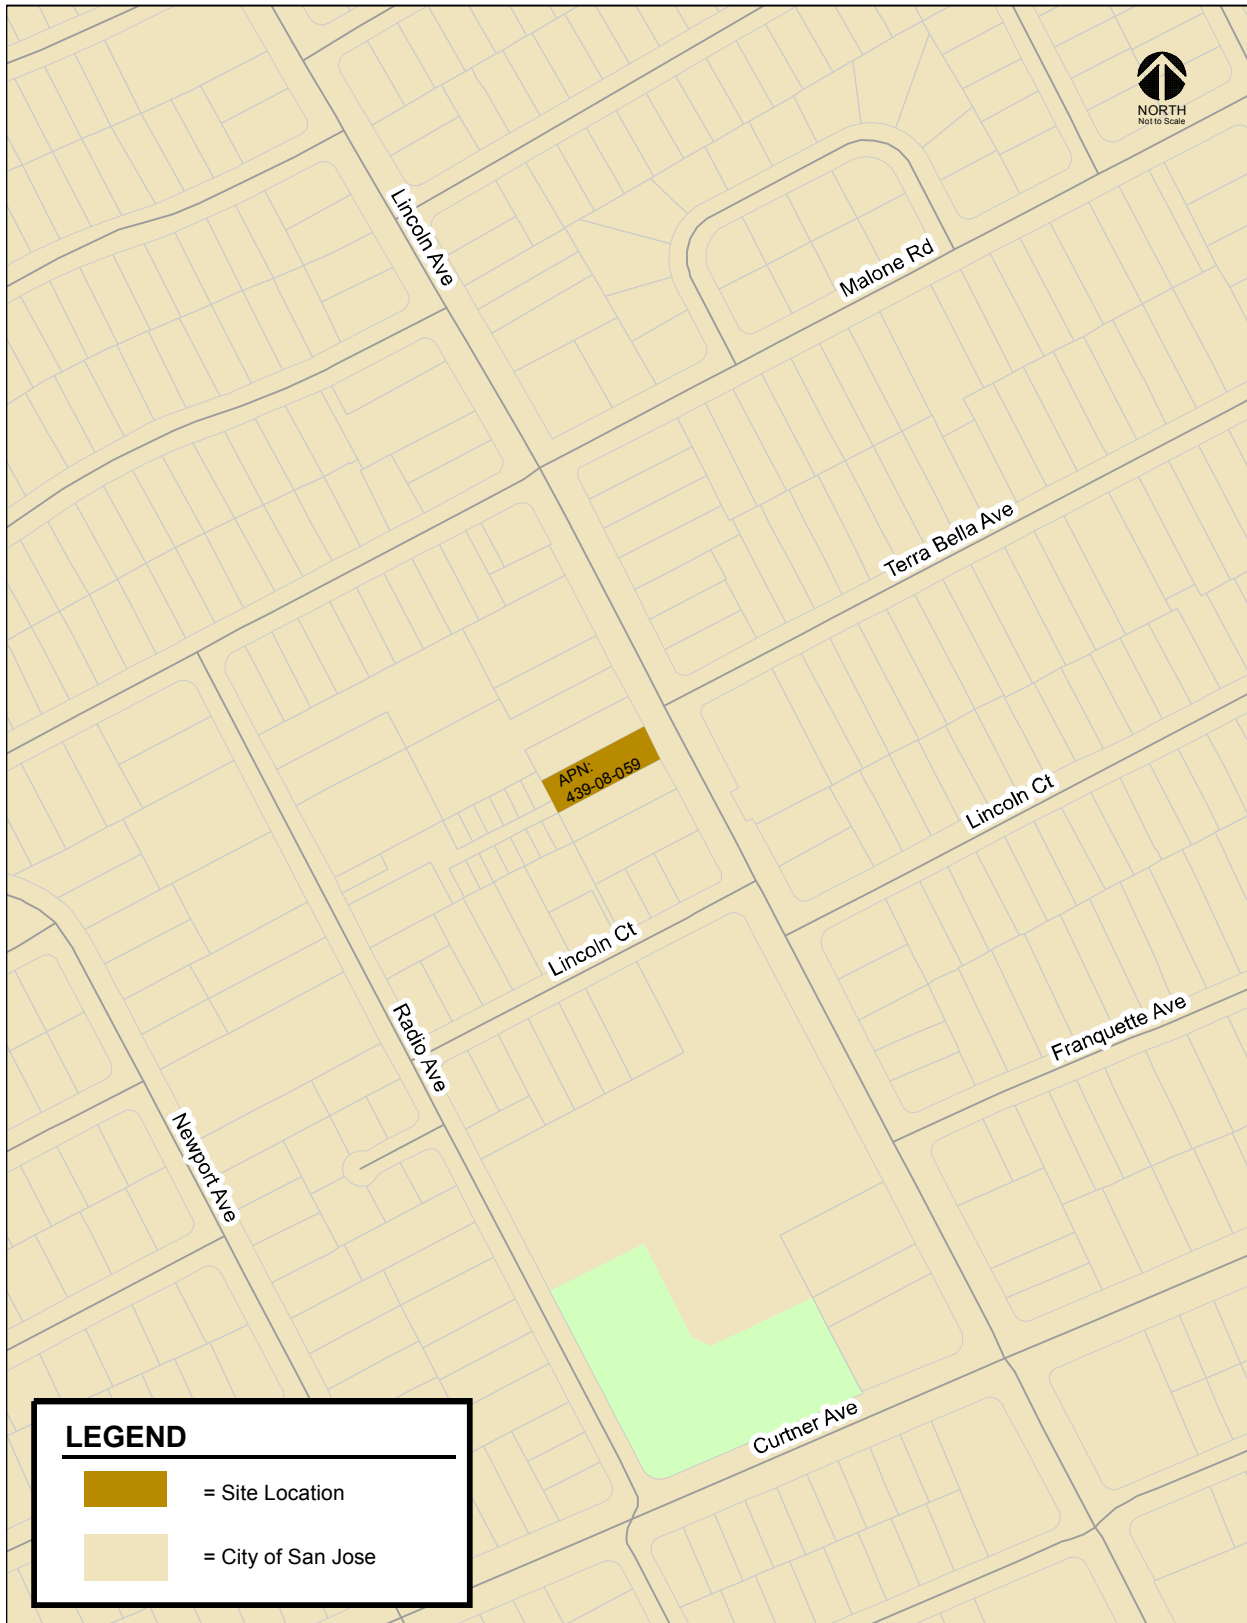 NORTH
Not to Scale
Lincoln Ave
Malone Rd
Terra Bella Ave
APN:
439-08-059
Lincoln Ct
Lincoln Ct
Radio Ave
Franquette Ave
Newport Ave
Curtner Ave
LEGEND
= Site Location
= City of San Jose